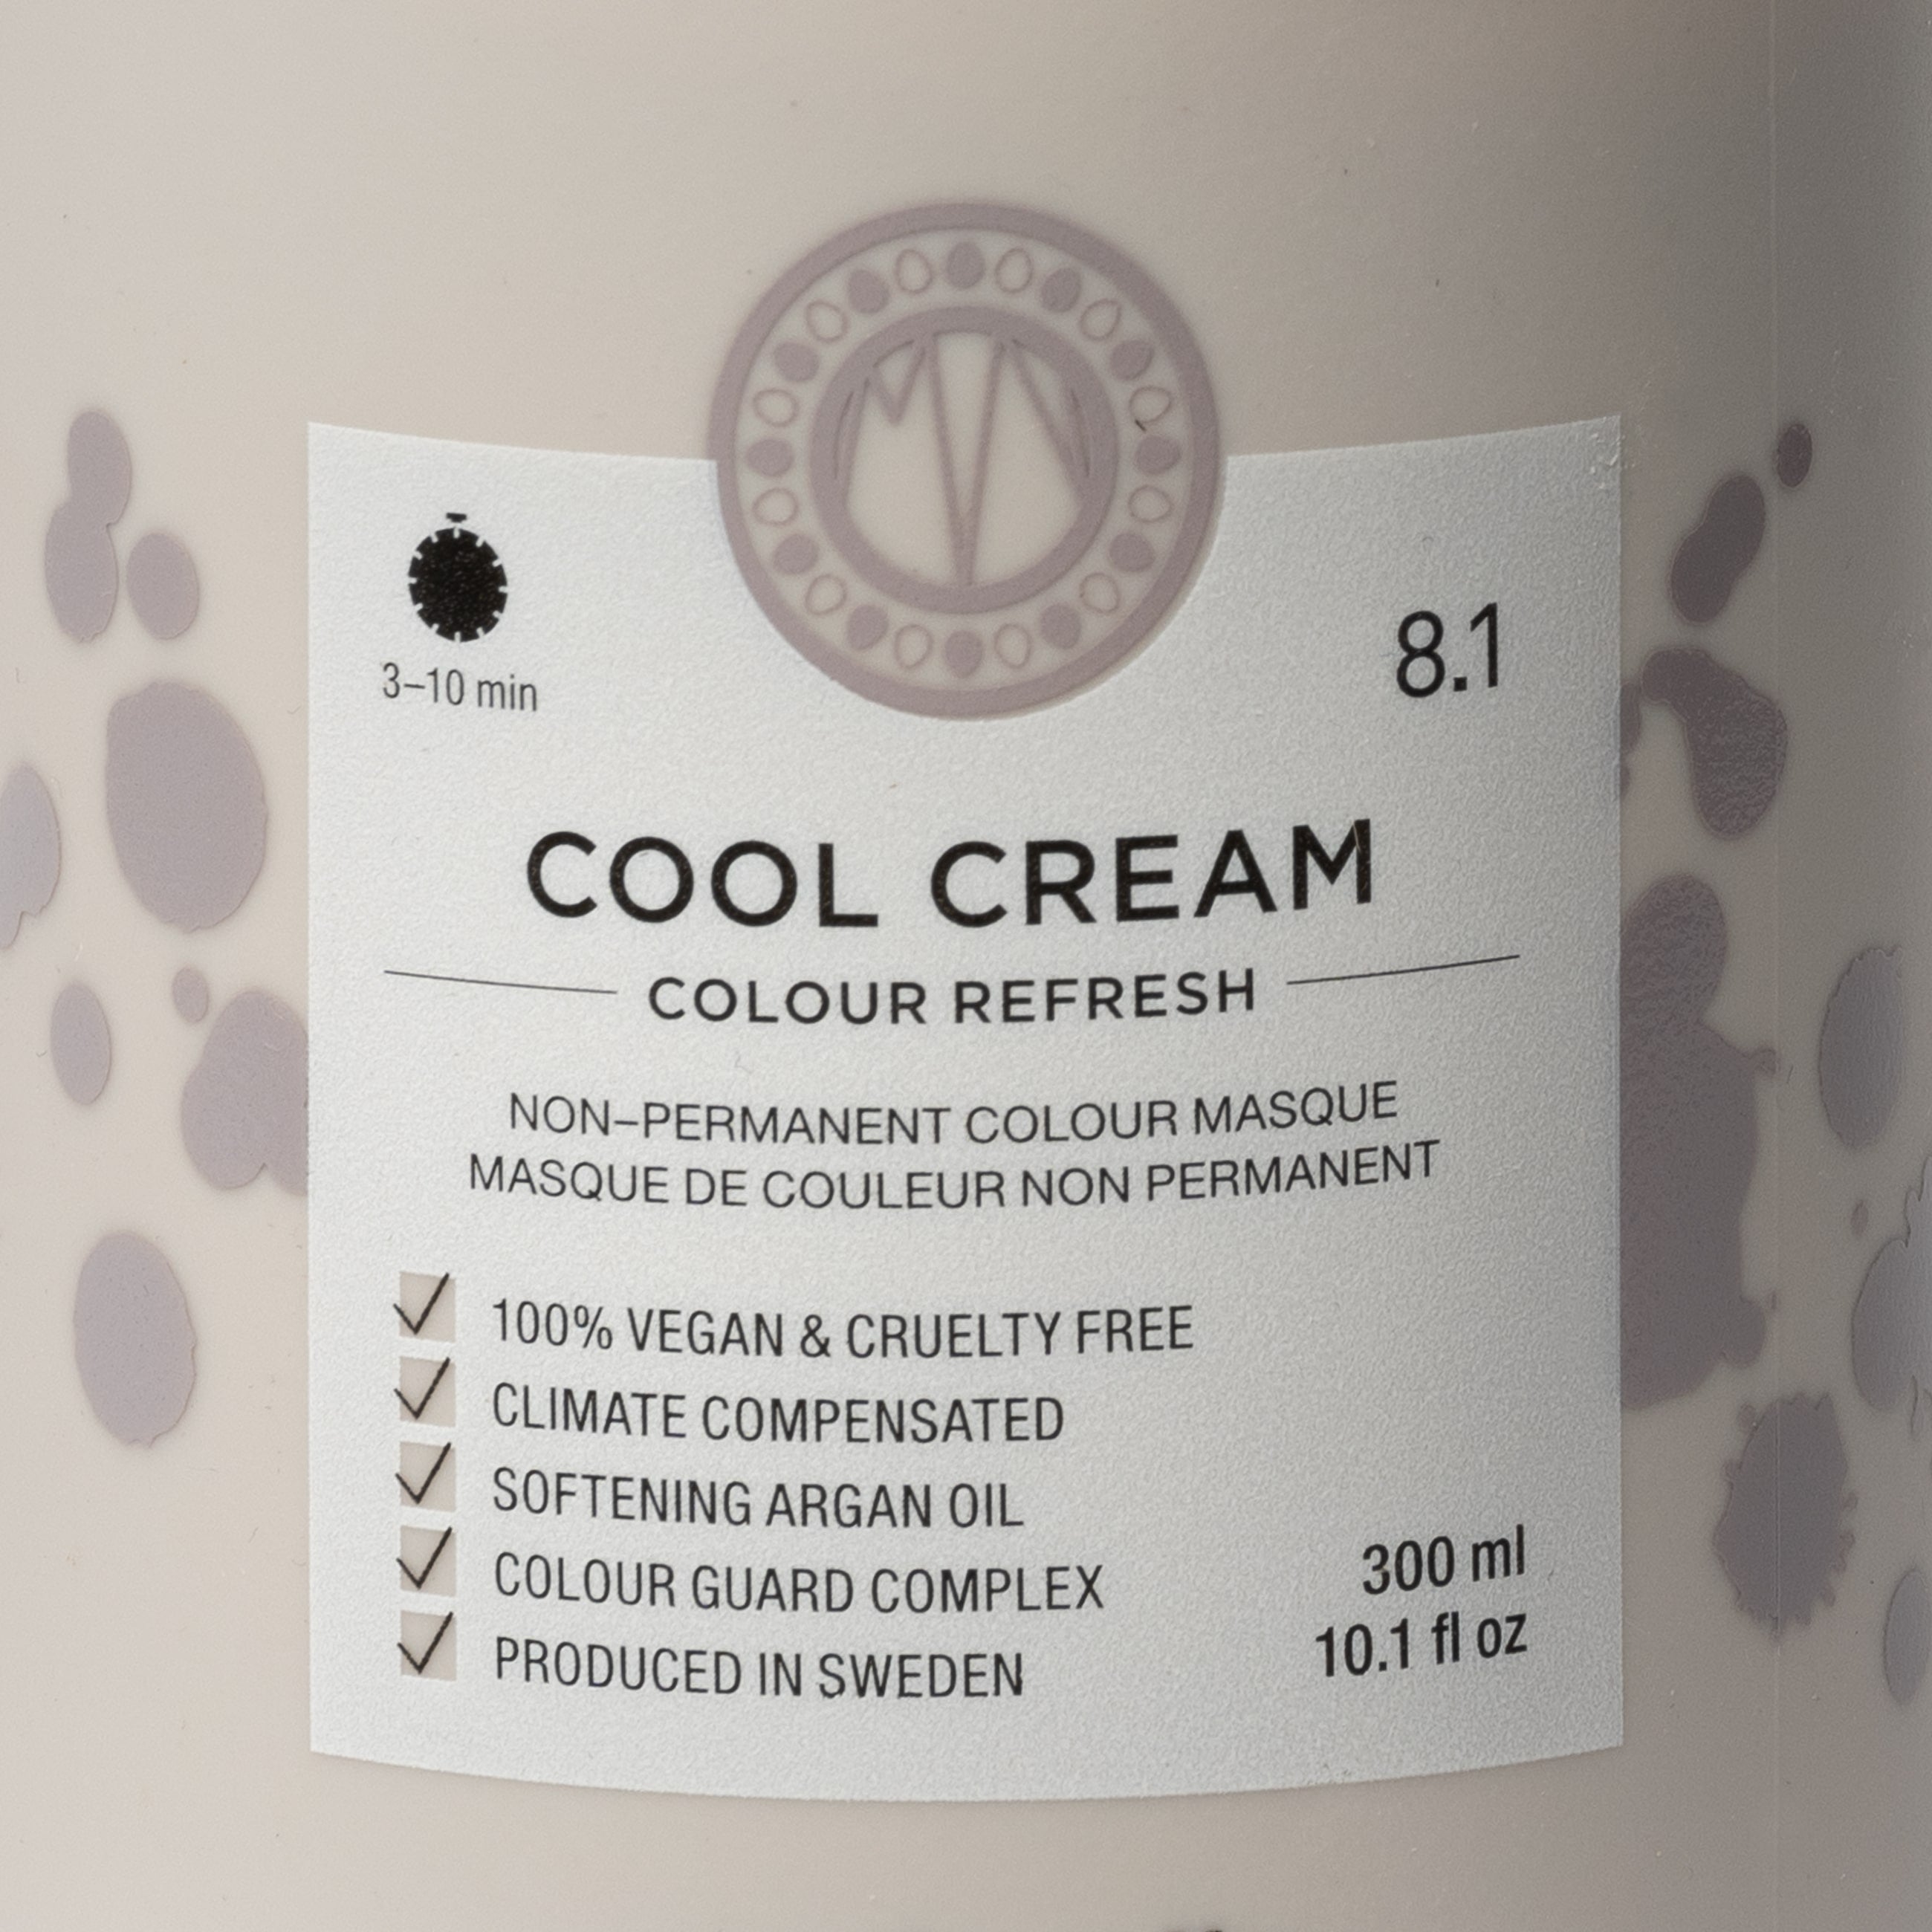 3–10 min
8.1
COOL CREAM
COLOUR REFRESH
NON–PERMANENT COLOUR MASQUE
MASQUE DE COULEUR NON PERMANENT
100% VEGAN & CRUELTY FREE
CLIMATE COMPENSATED
SOFTENING ARGAN OIL
COLOUR GUARD COMPLEX
PRODUCED IN SWEDEN
300 ml
10.1 fl oz